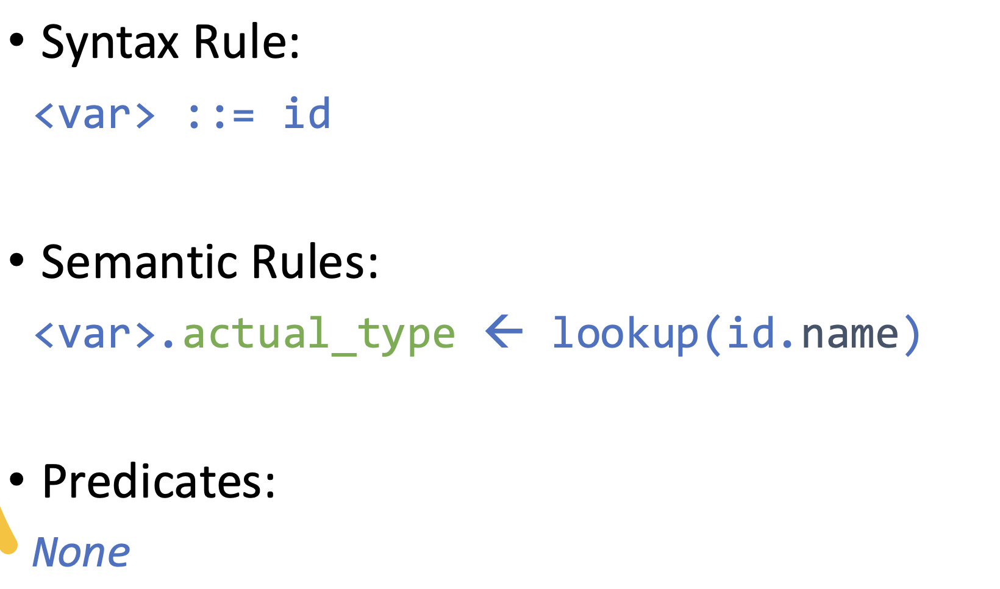 • Syntax Rule:
<var> ::= id
• Semantic Rules:
<var>.actual_type ← lookup(id.name)
• Predicates:
None